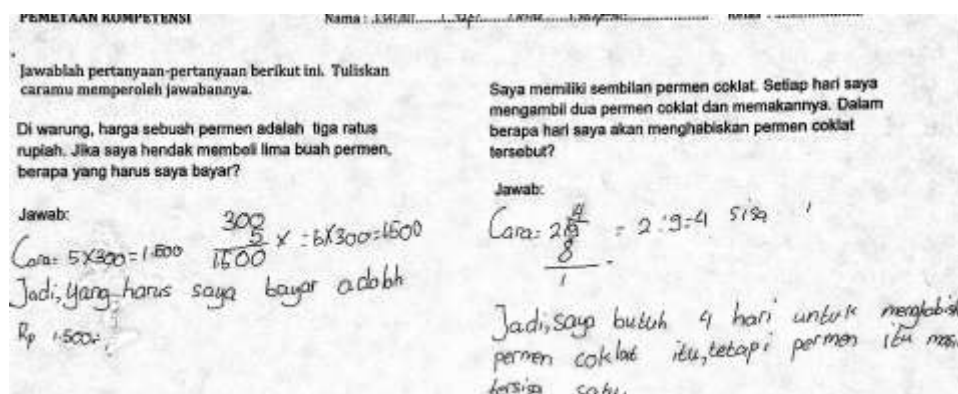 PEMETAAN KOMPETENSI
Nama :
Jawablah pertanyaan-pertanyaan berikut ini. Tuliskan
caramu memperoleh jawabannya.
Di warung, harga sebuah permen adalah tiga ratus
rupiah. Jika saya hendak membeli lima buah permen,
berapa yang harus saya bayar?
Jawab:
Cara: 5X300=1.500
300
5 X
1500
=5X300=1500
Jadi, yang harus saya bayar adalah
Rp 1.500,
Saya memiliki sembilan permen coklat. Setiap hari saya
mengambil dua permen coklat dan memakannya. Dalam
berapa hari saya akan menghabiskan permen coklat
tersebut?
Jawab:
Cara: 2
4
9
8
1
= 2:9=4 sisa 1
Jadi, saya butuh 4 hari untuk
permen coklat itu, tetapi permen itu
tersisa satu.